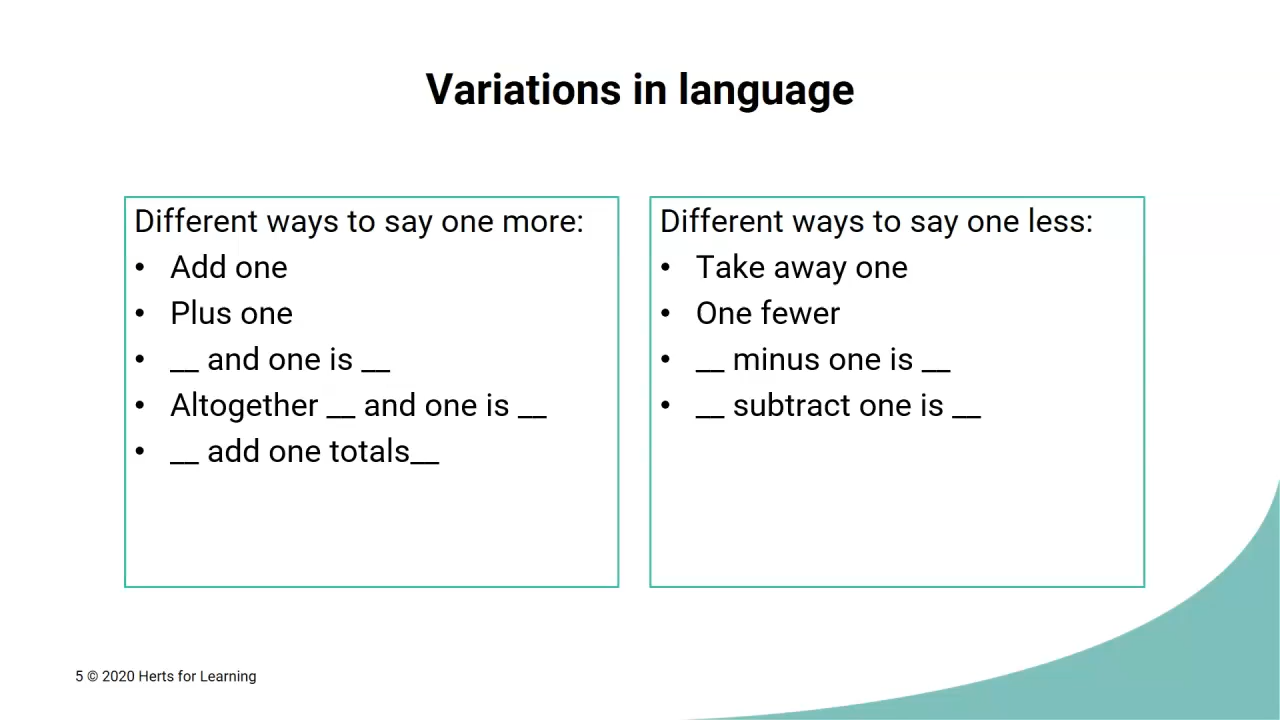 Variations in language
Different ways to say one more:
• Add one
• Plus one
• __ and one is __
• Altogether __ and one is __
• __ add one totals__
Different ways to say one less:
• Take away one
• One fewer
• __ minus one is __
• __ subtract one is __
5 © 2020 Herts for Learning